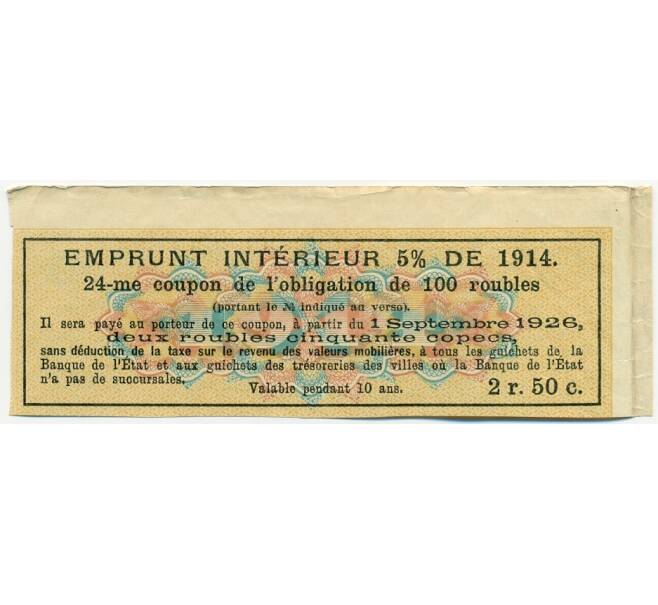 EMPRUNT INTÉRIEUR 5% DE 1914.
24-me coupon de l'obligation de 100 roubles
(portant le № indiqué au verso).
Il sera payé au porteur de ce coupon, à partir du 1 Septembre 1926,
deux roubles cinquante copecs,
sans déduction de la taxe sur le revenu des valeurs mobilières, à tous les guichets de la
Banque de l'État et aux guichets des trésoreries des villes où la Banque de l'État
n'a pas de succursales.
Valable pendant 10 ans.
2 r. 50 c.